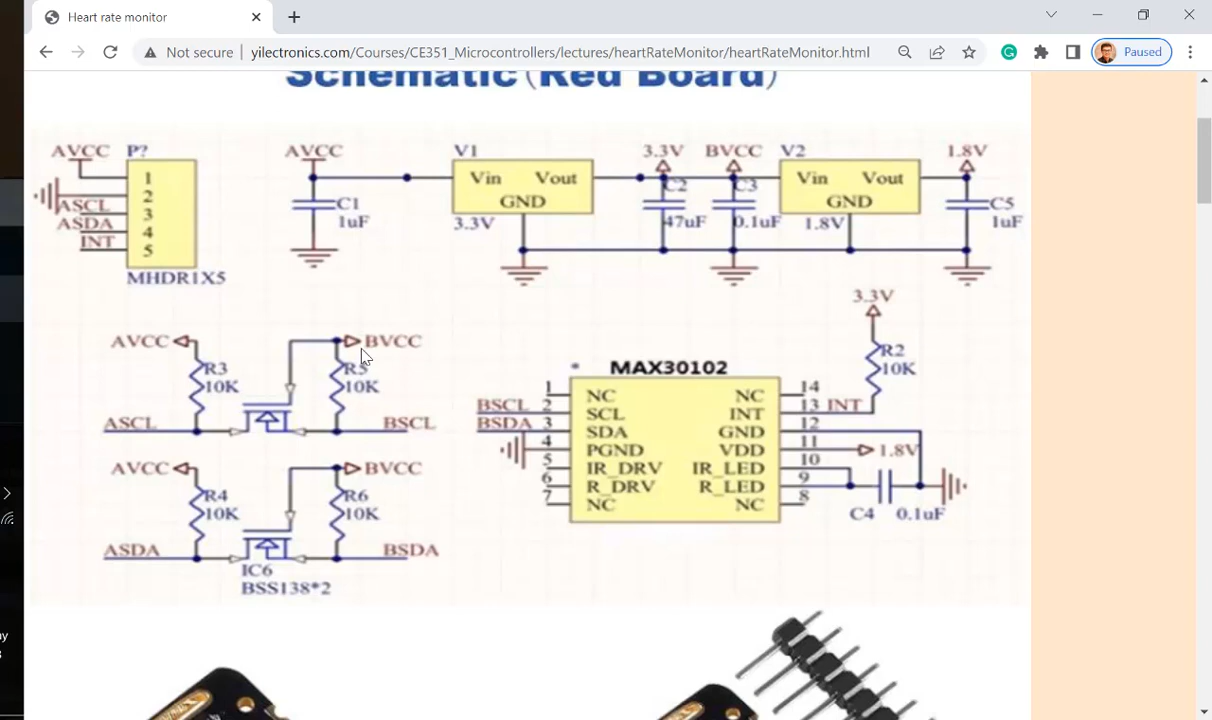 Heart rate monitor
Not secure
yilectronics.com/Courses/CE351_Microcontrollers/lectures/heartRateMonitor/heartRateMonitor.html
Paused
Schematic (Red Board)
AVCC P? AVCC V1 3.3V BVCC V2 1.8V
1 Vin Vout Vin Vout
2 C2 C3
ASCL 3 C1 GND GND C5
ASDA 4 1uF 3.3V 47uF 0.1uF 1.8V 1uF
INT 5
MHDR1X5
3.3V
AVCC BVCC
R3 R5 MAX30102 R2
10K 10K 10K
1 NC NC 14
BSCL 2 SCL INT 13 INT
ASCL BSCL BSDA 3 SDA GND 12
4 PGND VDD 11 1.8V
AVCC BVCC 5 IR_DRV IR_LED 10
R4 R6 6 R_DRV R_LED 9
10K 10K 7 NC NC 8 C4 0.1uF
ASDA BSDA
IC6
BSS138*2